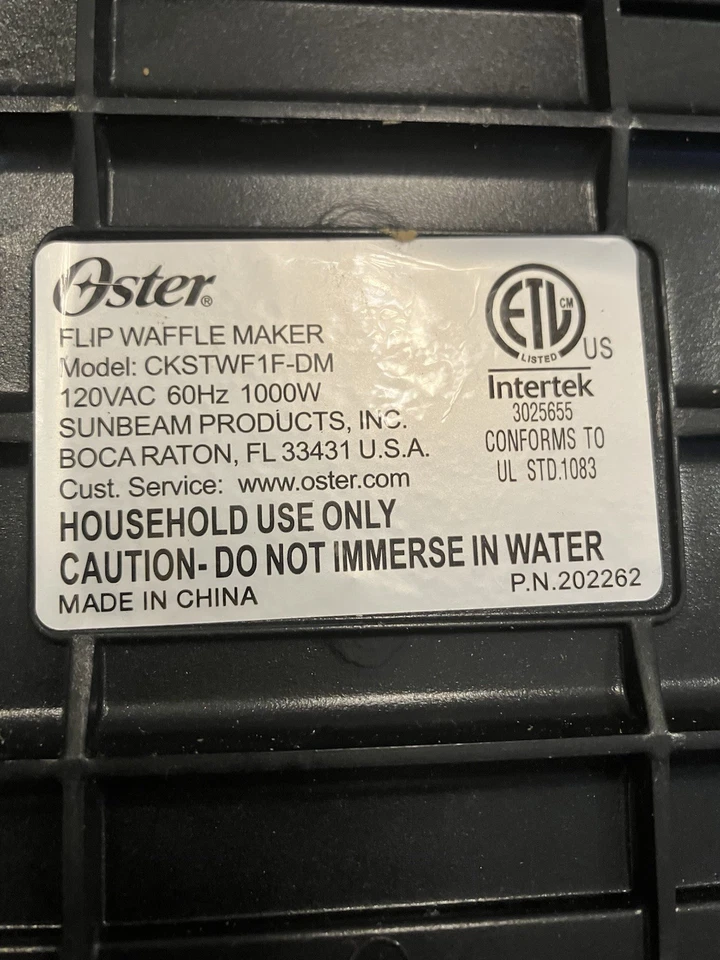 Oster®
FLIP WAFFLE MAKER
Model: CKSTWF1F-DM
120VAC 60Hz 1000W
SUNBEAM PRODUCTS, INC.
BOCA RATON, FL 33431 U.S.A.
Cust. Service: www.oster.com
HOUSEHOLD USE ONLY
CAUTION- DO NOT IMMERSE IN WATER
MADE IN CHINA
ETL CM
LISTED
US
Intertek
3025655
CONFORMS TO
UL STD.1083
P.N.202262